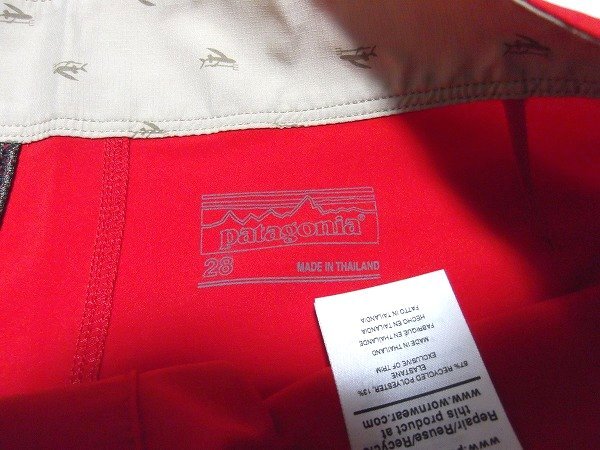 patagonia®
28 MADE IN THAILAND
www.p
Repair/Reuse/Recycle
this product at
www.wornwear.com
87% RECYCLED POLYESTER, 13%
ELASTANE
EXCLUSIVE OF TRIM
MADE IN THAILAND
FABRIQUÉ EN THAÏLANDE
HECHO EN TAILANDIA
FATTO IN TAILANDIA